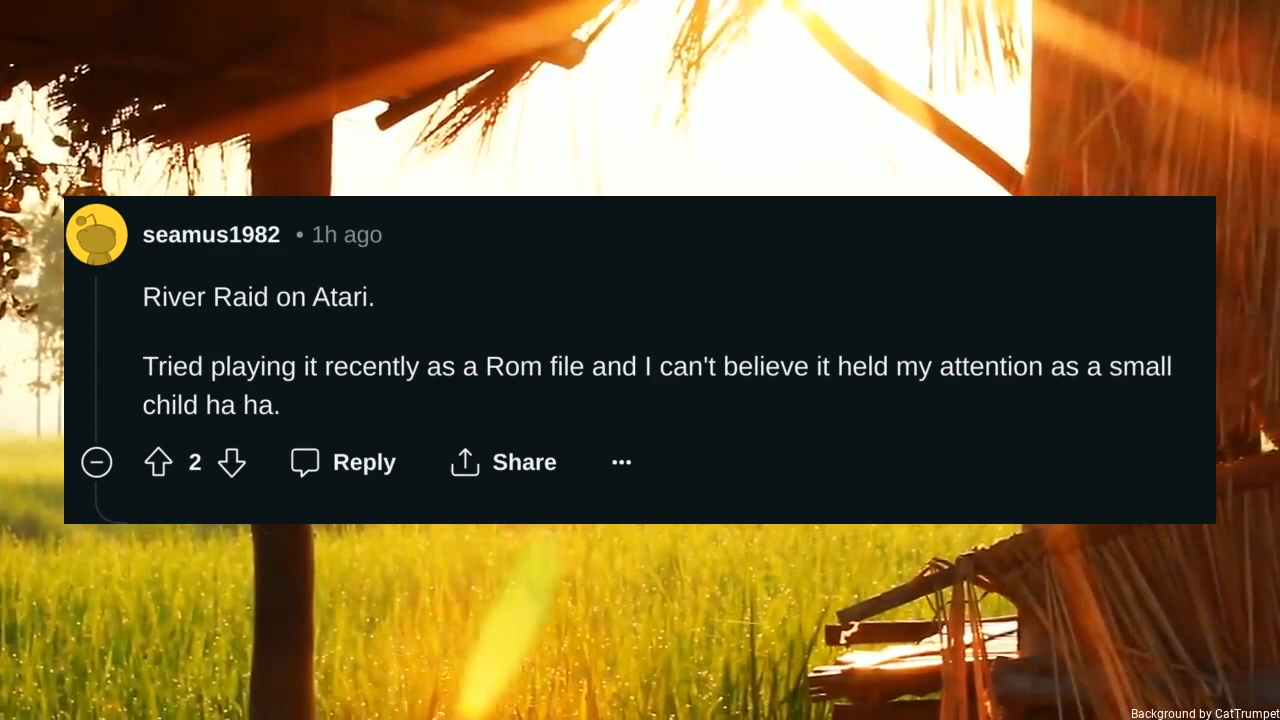 seamus1982 • 1h ago
River Raid on Atari.
Tried playing it recently as a Rom file and I can't believe it held my attention as a small
child ha ha.
2 Reply Share ···
Background by CatTrumpet